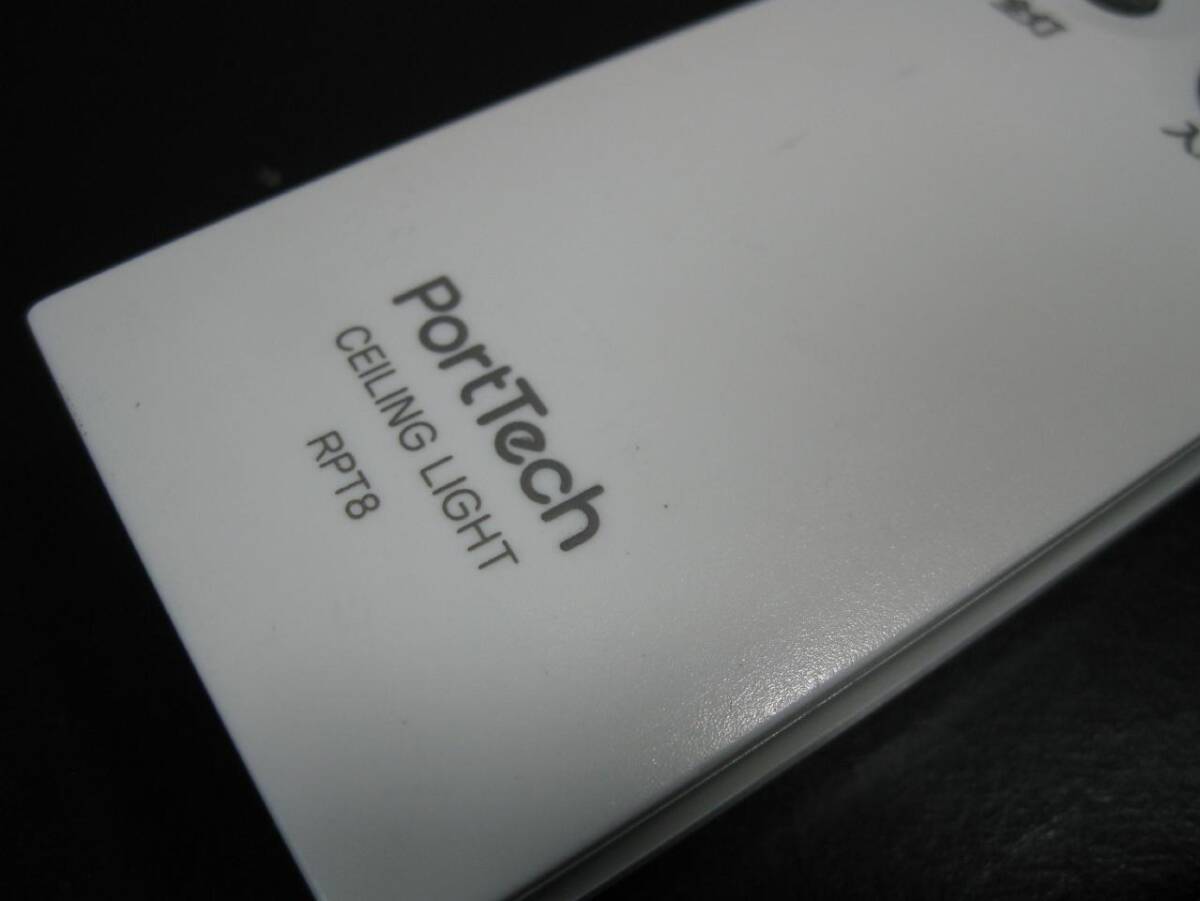 PortTech
CEILING LIGHT
RPT8